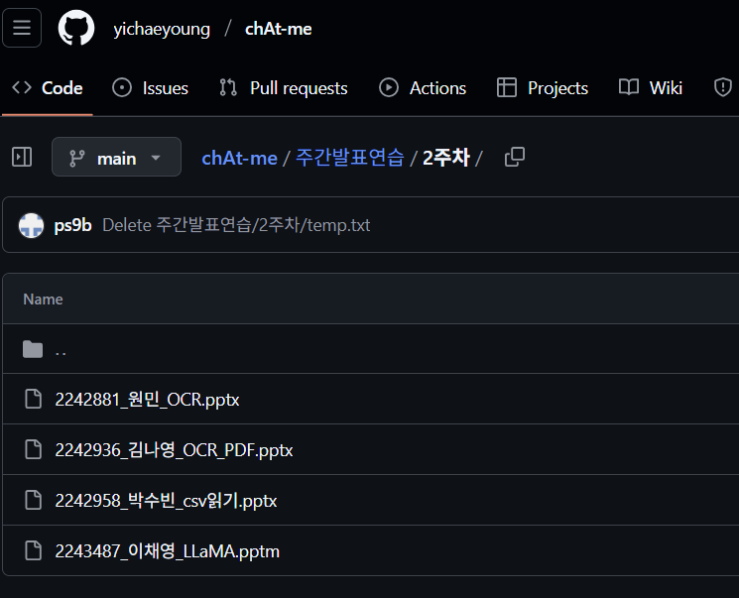 yichaeyoung / chAt-me
Code Issues Pull requests Actions Projects Wiki
main chAt-me / 주간발표연습 / 2주차 /
ps9b Delete 주간발표연습/2주차/temp.txt
Name
..
2242881_원민_OCR.pptx
2242936_김나영_OCR_PDF.pptx
2242958_박수빈_csv읽기.pptx
2243487_이채영_LLaMA.pptm